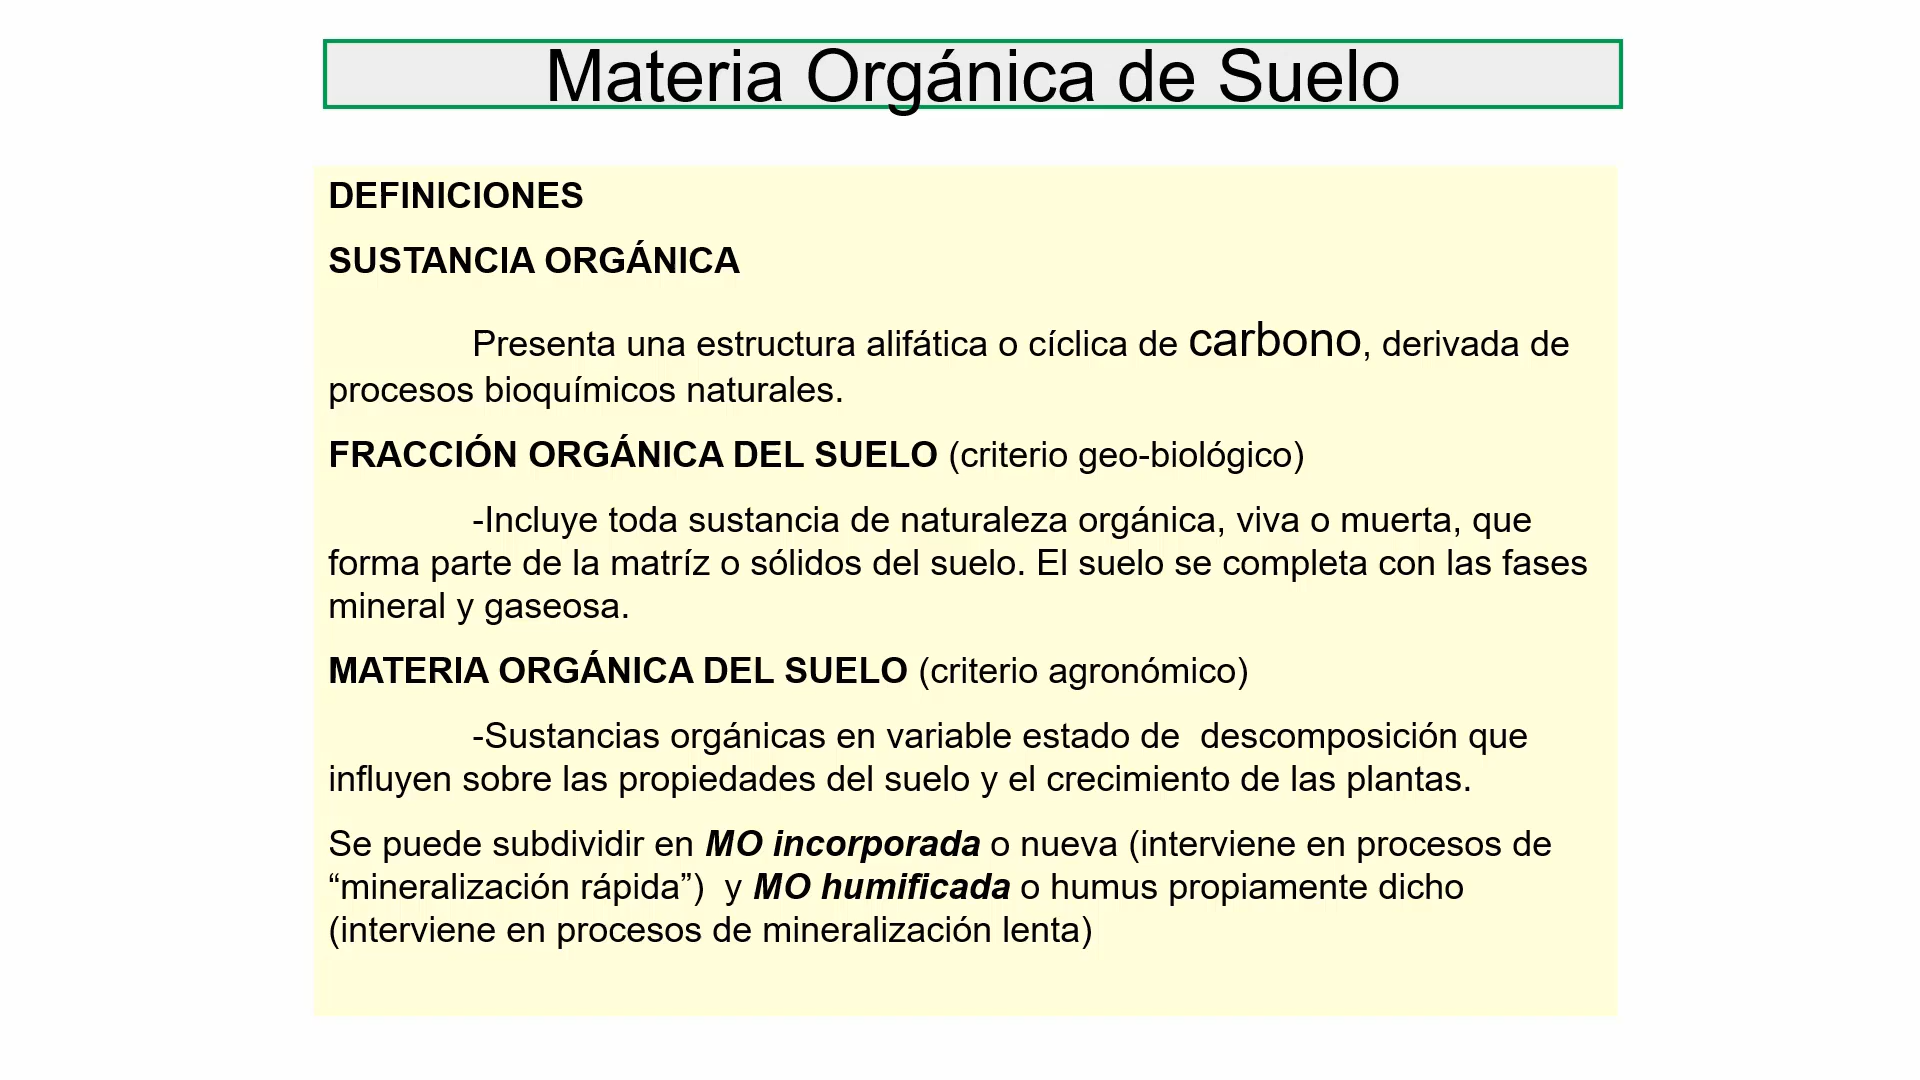 Materia Orgánica de Suelo
DEFINICIONES
SUSTANCIA ORGÁNICA
Presenta una estructura alifática o cíclica de carbono, derivada de
procesos bioquímicos naturales.
FRACCIÓN ORGÁNICA DEL SUELO (criterio geo-biológico)
-Incluye toda sustancia de naturaleza orgánica, viva o muerta, que
forma parte de la matríz o sólidos del suelo. El suelo se completa con las fases
mineral y gaseosa.
MATERIA ORGÁNICA DEL SUELO (criterio agronómico)
-Sustancias orgánicas en variable estado de  descomposición que
influyen sobre las propiedades del suelo y el crecimiento de las plantas.
Se puede subdividir en MO incorporada o nueva (interviene en procesos de
“mineralización rápida”)  y MO humificada o humus propiamente dicho
(interviene en procesos de mineralización lenta)